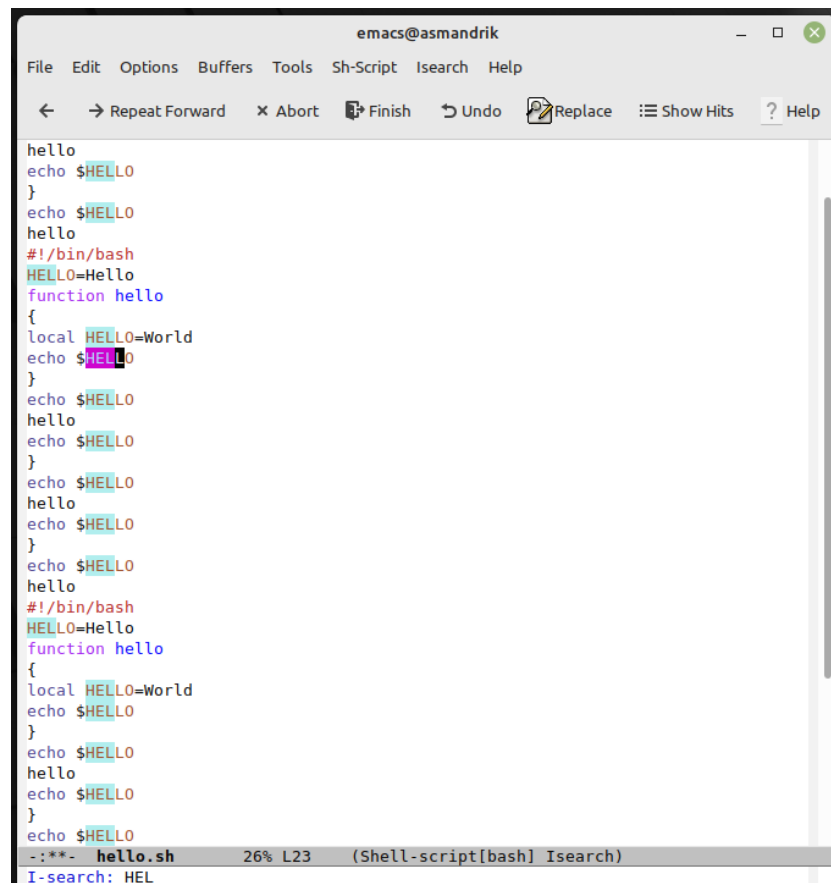 emacs@asmandrik
File Edit Options Buffers Tools Sh-Script Isearch Help
Repeat Forward Abort Finish Undo Replace Show Hits ? Help
hello
echo $HELLO
}
echo $HELLO
hello
#!/bin/bash
HELLO=Hello
function hello
{
local HELLO=World
echo $HELLO
}
echo $HELLO
hello
echo $HELLO
}
echo $HELLO
hello
echo $HELLO
}
echo $HELLO
hello
#!/bin/bash
HELLO=Hello
function hello
{
local HELLO=World
echo $HELLO
}
echo $HELLO
hello
echo $HELLO
}
echo $HELLO
-:**- hello.sh 26% L23 (Shell-script[bash] Isearch)
I-search: HEL